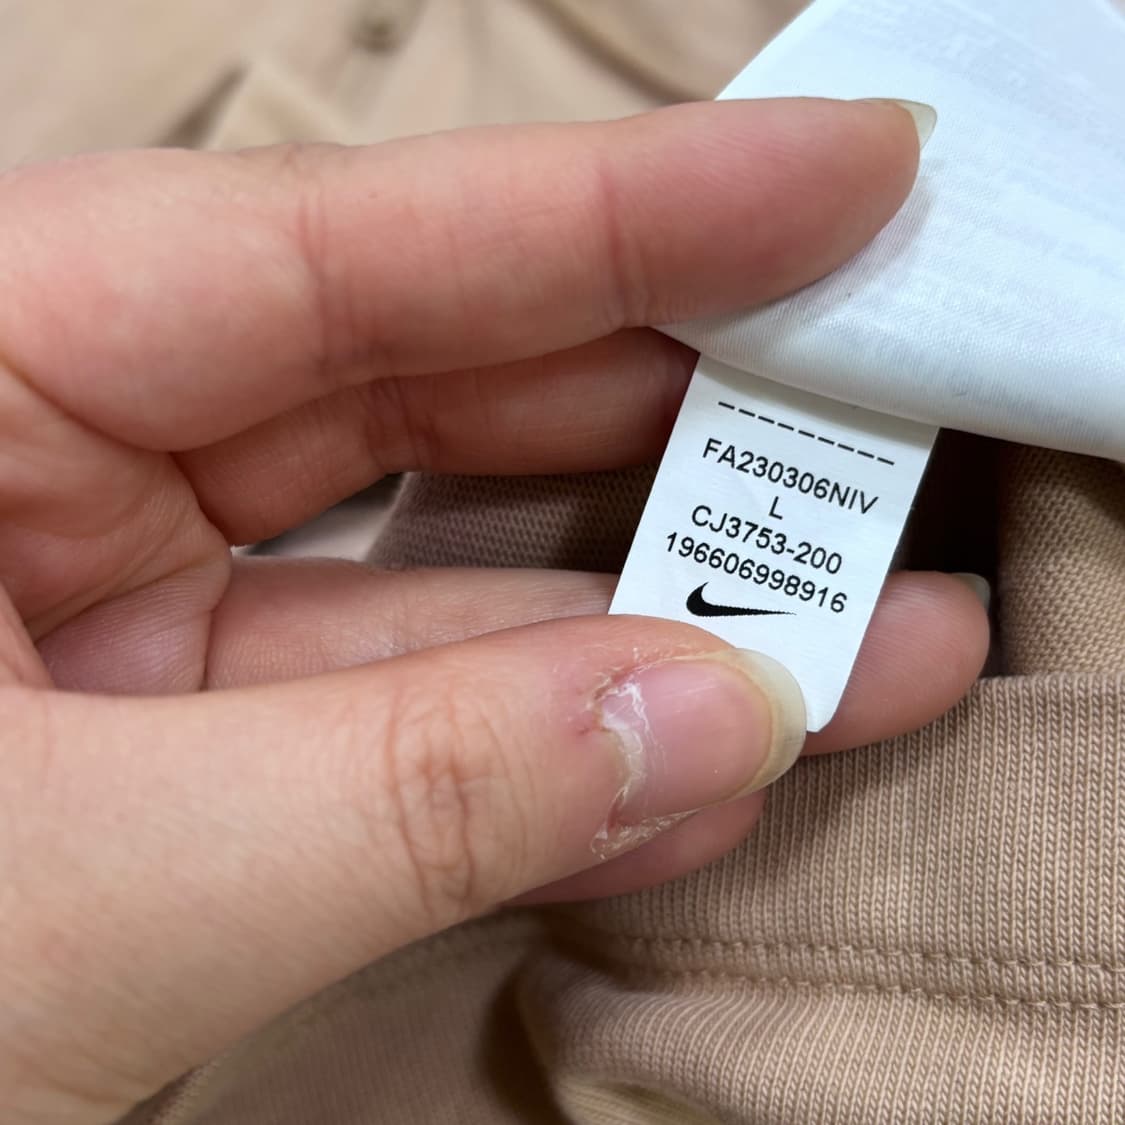 ---------
FA230306NIV
L
CJ3753-200
196606998916